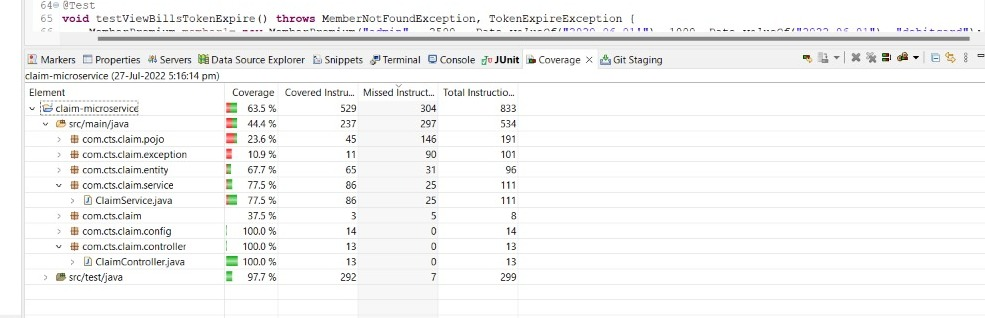 64 @Test
65 void testViewBillsTokenExpire() throws MemberNotFoundException, TokenExpireException {
66
Markers Properties Servers Data Source Explorer Snippets Terminal Console JUnit Coverage Git Staging
claim-microservice (27-Jul-2022 5:16:14 pm)
Element Coverage Covered Instru... Missed Instruct... Total Instructio...
claim-microservice 63.5 % 529 304 833
src/main/java 44.4 % 237 297 534
com.cts.claim.pojo 23.6 % 45 146 191
com.cts.claim.exception 10.9 % 11 90 101
com.cts.claim.entity 67.7 % 65 31 96
com.cts.claim.service 77.5 % 86 25 111
ClaimService.java 77.5 % 86 25 111
com.cts.claim 37.5 % 3 5 8
com.cts.claim.config 100.0 % 14 0 14
com.cts.claim.controller 100.0 % 13 0 13
ClaimController.java 100.0 % 13 0 13
src/test/java 97.7 % 292 7 299